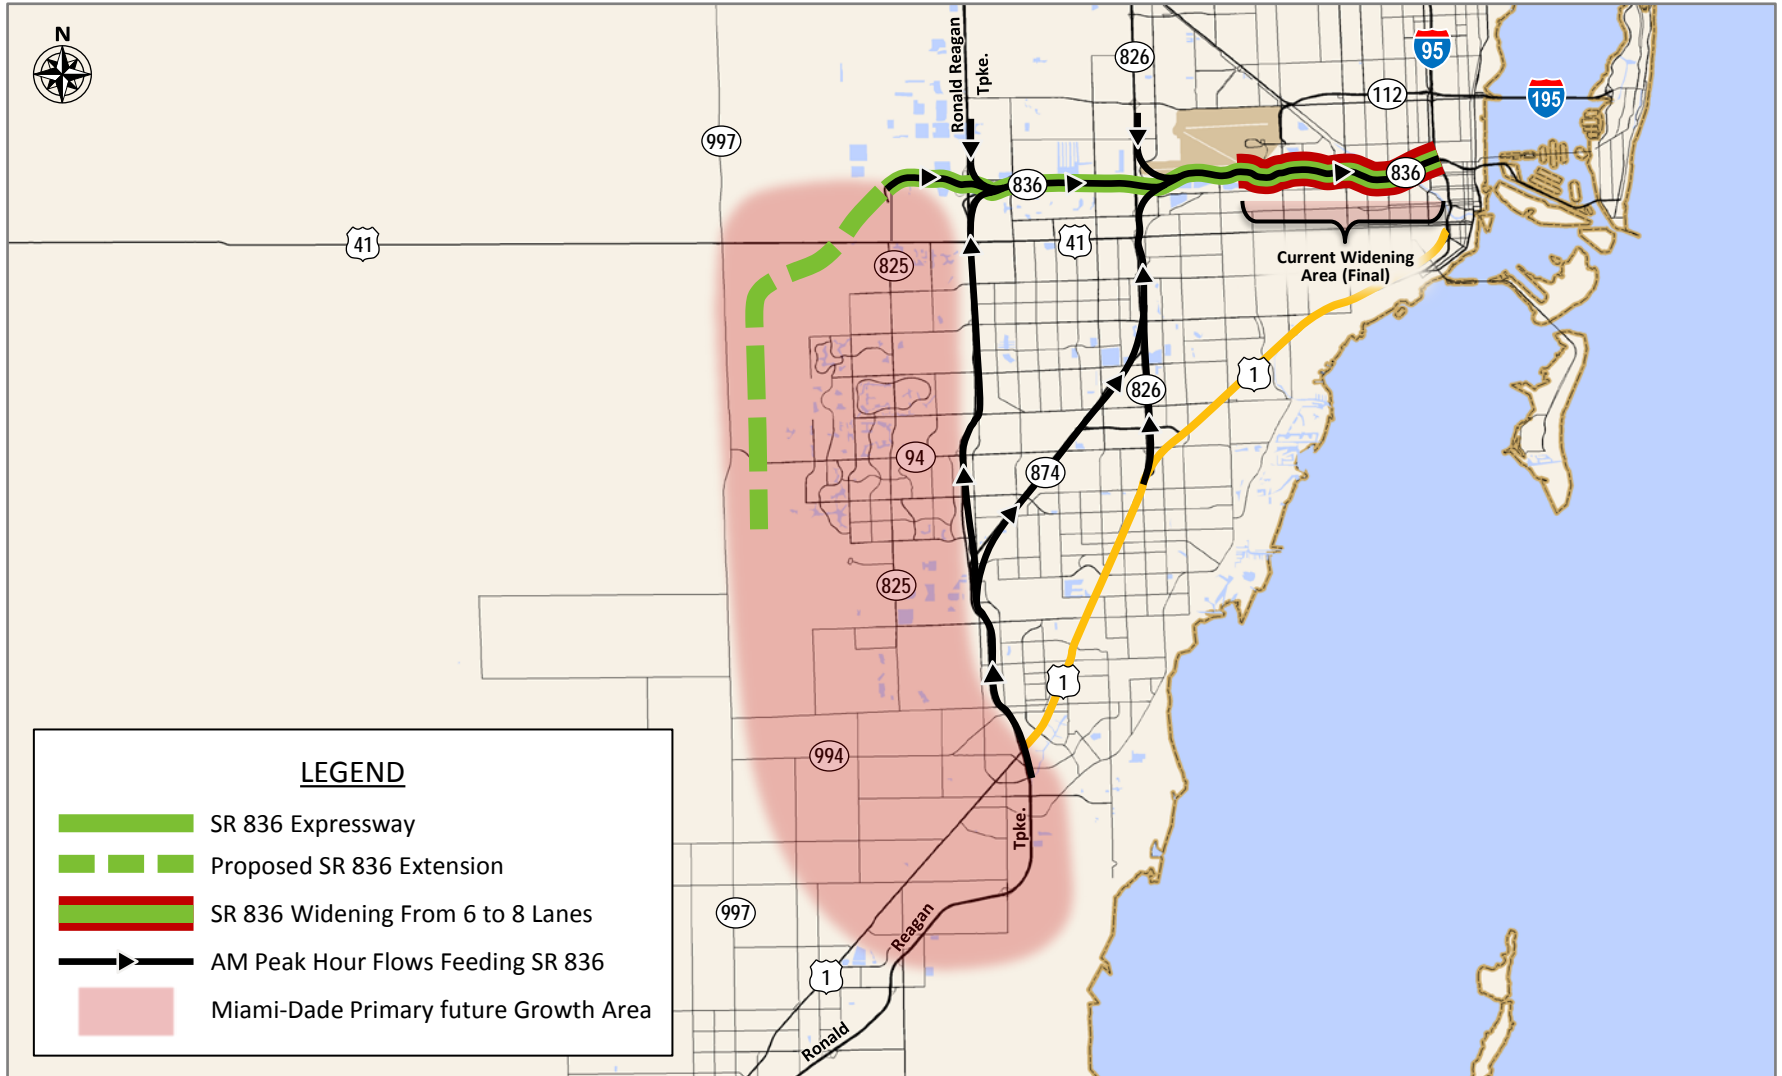 N
Ronald Reagan
Tpke.
826
95
112
195
997
836
836
41
41
825
Current Widening
Area (Final)
1
826
94
874
825
1
994
Tpke.
997
Reagan
1
Ronald
LEGEND
SR 836 Expressway
Proposed SR 836 Extension
SR 836 Widening From 6 to 8 Lanes
AM Peak Hour Flows Feeding SR 836
Miami-Dade Primary future Growth Area